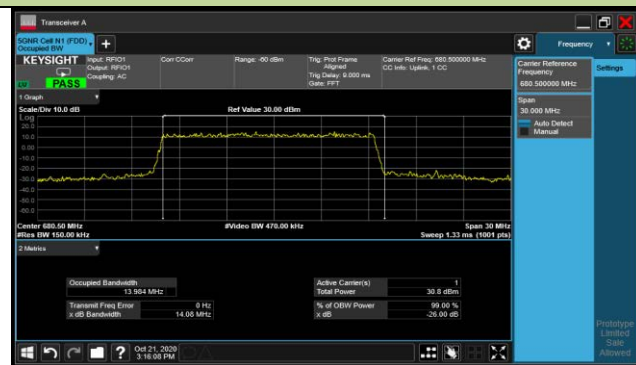 Transceiver A
5GNR Cell N1 (FDD)
Occupied BW
Frequency
KEYSIGHT
PASS
Input: RFIO1
Output: RFIO1
Coupling: AC
Corr CCorr
Range: -60 dBm
Trig: Prot Frame
Aligned
Trig Delay: 9.000 ms
Gate: FFT
Carrier Ref Freq: 680.500000 MHz
CC Info: Uplink, 1 CC
Carrier Reference
Frequency
680.500000 MHz
Settings
Span
30.000 MHz
Auto Detect
Manual
1 Graph
Scale/Div 10.0 dB
Ref Value 30.00 dBm
Log
20.0
10.0
0.00
-10.0
-20.0
-30.0
-40.0
-50.0
-60.0
Center 680.50 MHz
#Video BW 470.00 kHz
Span 30 MHz
#Res BW 150.00 kHz
Sweep 1.33 ms (1001 pts)
2 Metrics
Occupied Bandwidth
13.984 MHz
Active Carrier(s) 1
Total Power 30.8 dBm
Transmit Freq Error 0 Hz
x dB Bandwidth 14.08 MHz
% of OBW Power 99.00 %
x dB -26.00 dB
Prototype
Limited
Sale
Allowed
Oct 21, 2020
3:16:08 PM